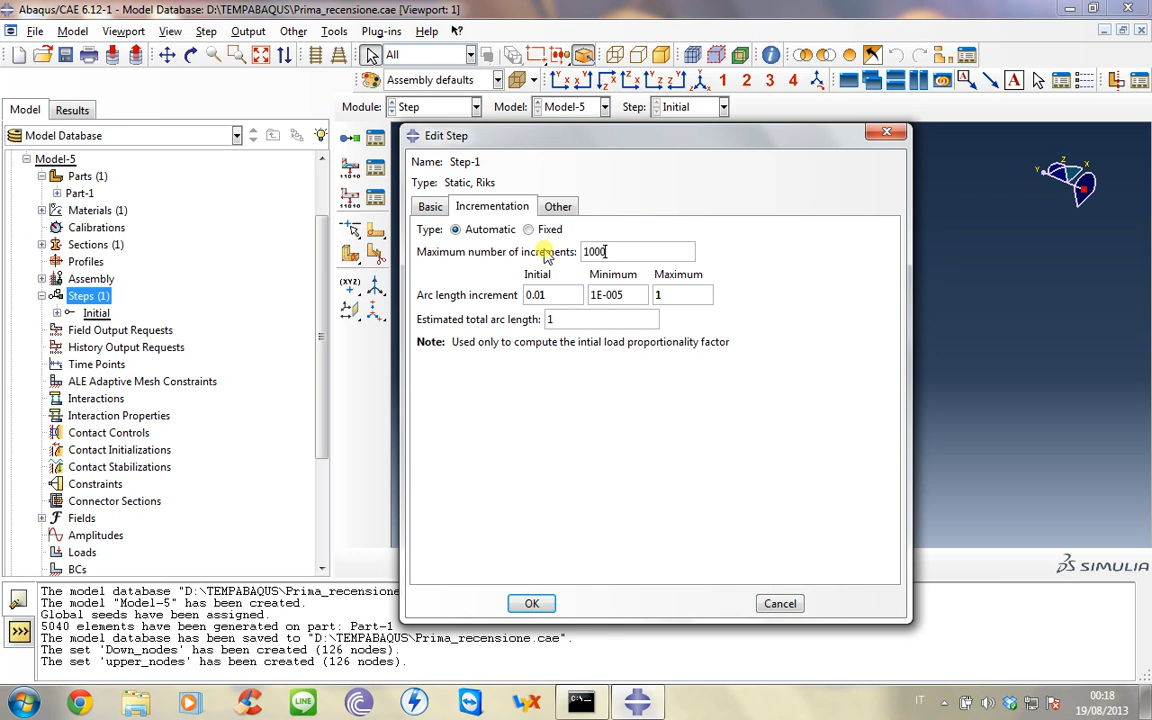 Abaqus/CAE 6.12-1 - Model Database: D:\TEMPABAQUS\Prima_recensione.cae [Viewport: 1]
File Model Viewport View Step Output Other Tools Plug-ins Help
All
Assembly defaults
1 2 3 4
Model Results
Module: Step Model: Model-5 Step: Initial
Model Database
Model-5
Parts (1)
Part-1
Materials (1)
Calibrations
Sections (1)
Profiles
Assembly
Steps (1)
Initial
Field Output Requests
History Output Requests
Time Points
ALE Adaptive Mesh Constraints
Interactions
Interaction Properties
Contact Controls
Contact Initializations
Contact Stabilizations
Constraints
Connector Sections
Fields
Amplitudes
Loads
BCs
Edit Step
Name: Step-1
Type: Static, Riks
Basic Incrementation Other
Type: Automatic Fixed
Maximum number of increments: 1000
Initial Minimum Maximum
Arc length increment 0.01 1E-005 1
Estimated total arc length: 1
Note: Used only to compute the intial load proportionality factor
OK Cancel
Z
Y X
SIMULIA
The model database "D:\TEMPABAQUS\Prima_recensione
The model "Model-5" has been created.
Global seeds have been assigned.
5040 elements have been generated on part: Part-1
The model database has been saved to "D:\TEMPABAQUS\Prima_recensione.cae".
The set 'Down_nodes' has been created (126 nodes).
The set 'upper_nodes' has been created (126 nodes).
IT
00:18
19/08/2013